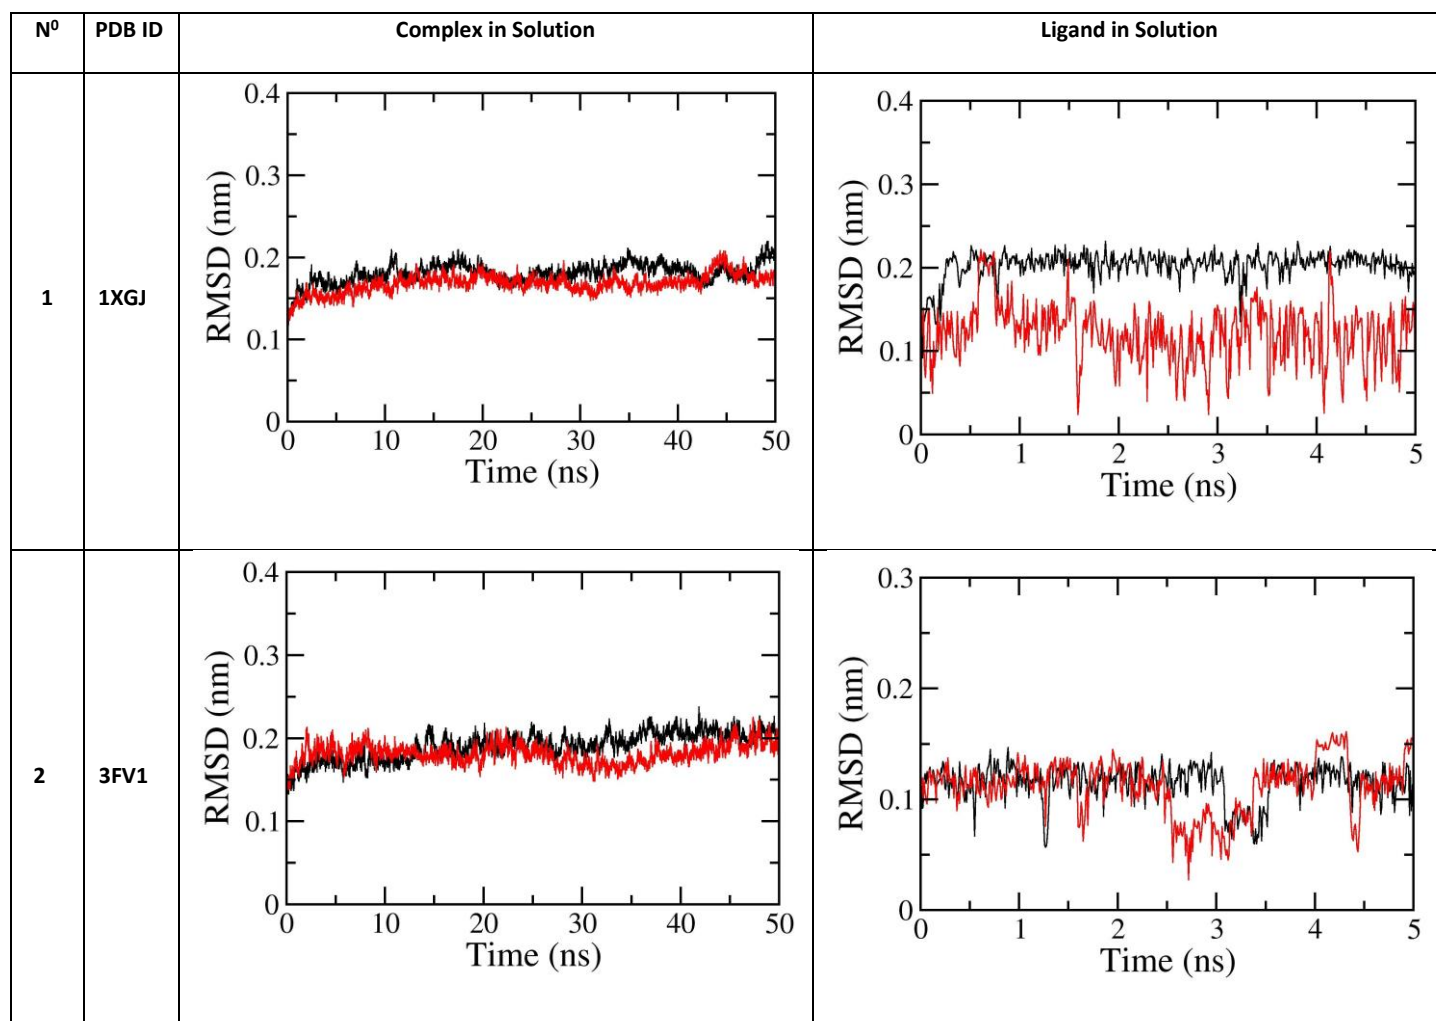 N⁰ PDB ID Complex in Solution Ligand in Solution
1 1XGJ
RMSD (nm)
0.4
0.3
0.2
0.1
0
0 10 20 30 40 50
Time (ns)
RMSD (nm)
0.4
0.3
0.2
0.1
0
0 1 2 3 4 5
Time (ns)
2 3FV1
RMSD (nm)
0.4
0.3
0.2
0.1
0
0 10 20 30 40 50
Time (ns)
RMSD (nm)
0.3
0.2
0.1
0
0 1 2 3 4 5
Time (ns)